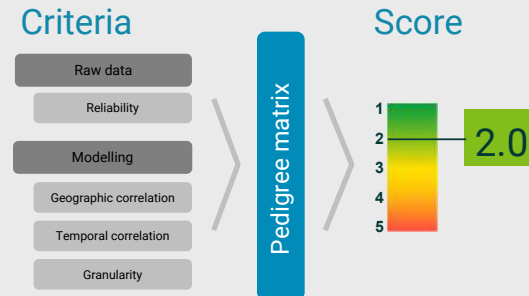 Criteria
Raw data
Reliability
Modelling
Geographic correlation
Temporal correlation
Granularity
Pedigree matrix
Score
1
2
3
4
5
2.0